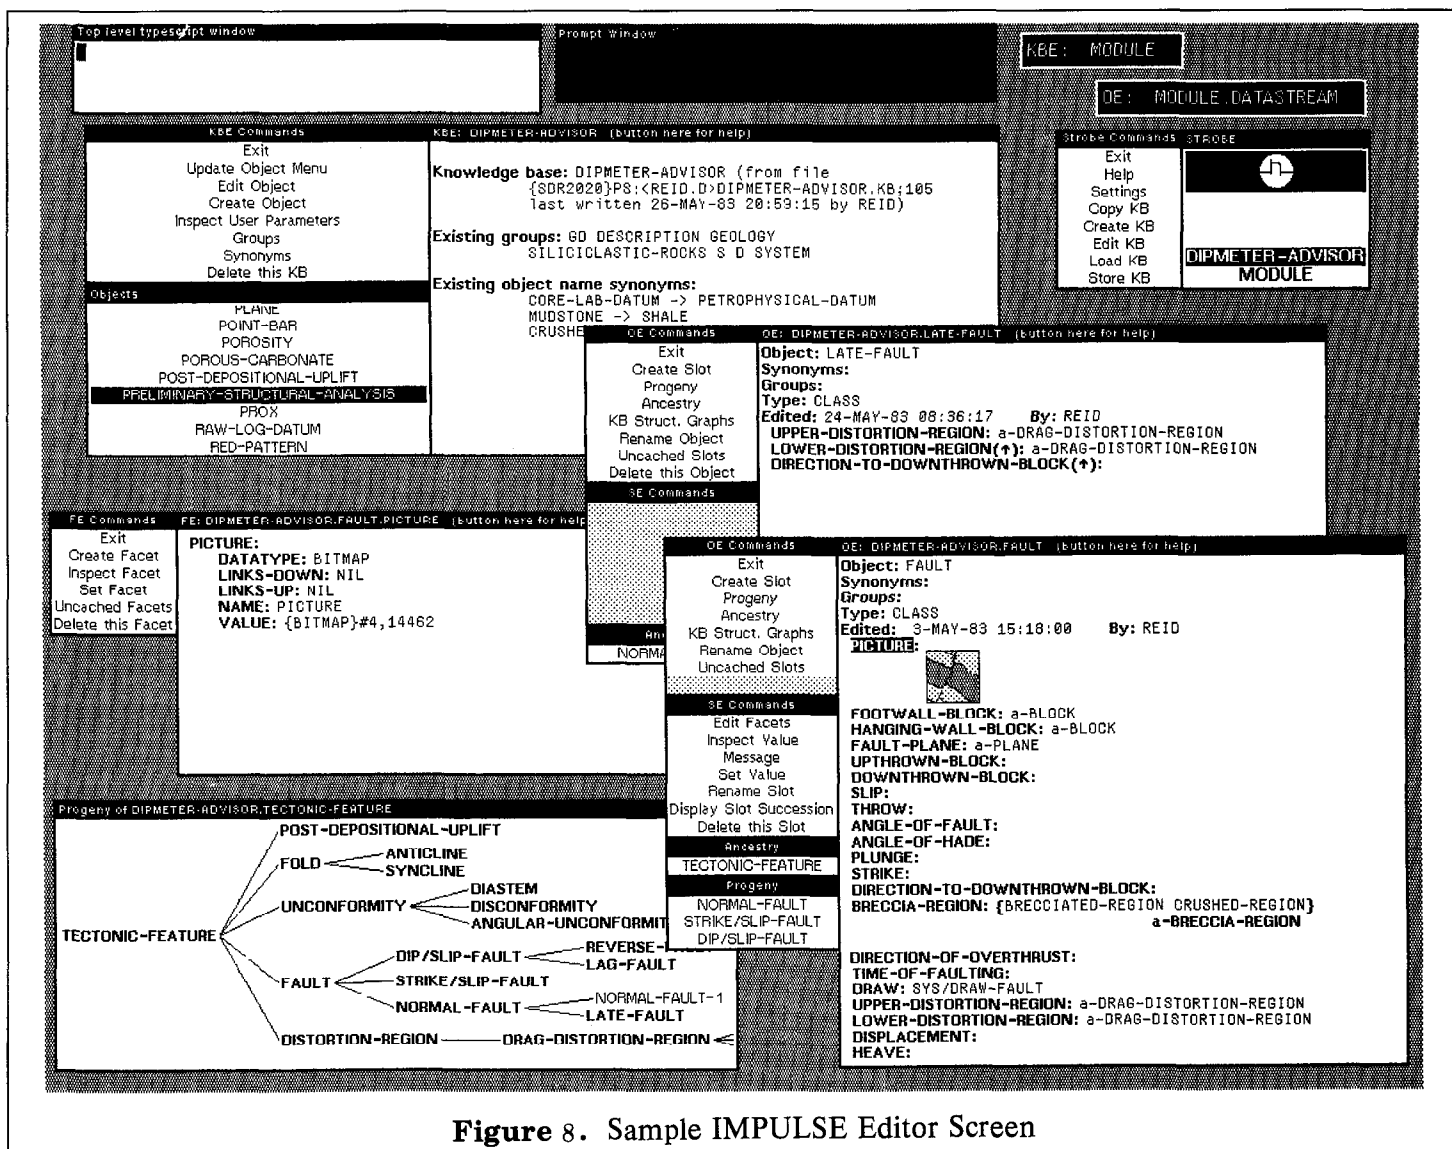 Top level typescript window
Prompt Window
KBE: MODULE
OE: MODULE.DATASTREAM
KBE Commands
Exit
Update Object Menu
Edit Object
Create Object
Inspect User Parameters
Groups
Synonyms
Delete this KB
Objects
PLANE
POINT-BAR
POROSITY
POROUS-CARBONATE
POST-DEPOSITIONAL-UPLIFT
PRELIMINARY-STRUCTURAL-ANALYSIS
PROX
RAW-LOG-DATUM
RED-PATTERN
KBE: DIPMETER-ADVISOR (button here for help)
Knowledge base: DIPMETER-ADVISOR (from file
{SDR2020}PS:<REID.D>DIPMETER-ADVISOR.KB;105
last written 26-MAY-83 20:59:15 by REID)
Existing groups: GD DESCRIPTION GEOLOGY
SILICICLASTIC-ROCKS S D SYSTEM
Existing object name synonyms:
CORE-LAB-DATUM -> PETROPHYSICAL-DATUM
MUDSTONE -> SHALE
CRUSHE
Strobe Commands
Exit
Help
Settings
Copy KB
Create KB
Edit KB
Load KB
Store KB
STROBE
DIPMETER-ADVISOR
MODULE
OE Commands
Exit
Create Slot
Progeny
Ancestry
KB Struct. Graphs
Rename Object
Uncached Slots
Delete this Object
SE Commands
An
NORMA
OE: DIPMETER-ADVISOR.LATE-FAULT (button here for help)
Object: LATE-FAULT
Synonyms:
Groups:
Type: CLASS
Edited: 24-MAY-83 08:36:17 By: REID
UPPER-DISTORTION-REGION: a-DRAG-DISTORTION-REGION
LOWER-DISTORTION-REGION(↑): a-DRAG-DISTORTION-REGION
DIRECTION-TO-DOWNTHROWN-BLOCK(↑):
FE Commands
Exit
Create Facet
Inspect Facet
Set Facet
Uncached Facets
Delete this Facet
FE: DIPMETER-ADVISOR.FAULT.PICTURE (button here for help
PICTURE:
DATATYPE: BITMAP
LINKS-DOWN: NIL
LINKS-UP: NIL
NAME: PICTURE
VALUE: {BITMAP}#4,14462
OE Commands
Exit
Create Slot
Progeny
Ancestry
KB Struct. Graphs
Rename Object
Uncached Slots
SE Commands
Edit Facets
Inspect Value
Message
Set Value
Rename Slot
Display Slot Succession
Delete this Slot
Ancestry
TECTONIC-FEATURE
Progeny
NORMAL-FAULT
STRIKE/SLIP-FAULT
DIP/SLIP-FAULT
OE: DIPMETER-ADVISOR.FAULT (button here for help)
Object: FAULT
Synonyms:
Groups:
Type: CLASS
Edited: 3-MAY-83 15:18:00 By: REID
PICTURE:
FOOTWALL-BLOCK: a-BLOCK
HANGING-WALL-BLOCK: a-BLOCK
FAULT-PLANE: a-PLANE
UPTHROWN-BLOCK:
DOWNTHROWN-BLOCK:
SLIP:
THROW:
ANGLE-OF-FAULT:
ANGLE-OF-HADE:
PLUNGE:
STRIKE:
DIRECTION-TO-DOWNTHROWN-BLOCK:
BRECCIA-REGION: {BRECCIATED-REGION CRUSHED-REGION}
a-BRECCIA-REGION
DIRECTION-OF-OVERTHRUST:
TIME-OF-FAULTING:
DRAW: SYS/DRAW-FAULT
UPPER-DISTORTION-REGION: a-DRAG-DISTORTION-REGION
LOWER-DISTORTION-REGION: a-DRAG-DISTORTION-REGION
DISPLACEMENT:
HEAVE:
Progeny of DIPMETER-ADVISOR.TECTONIC-FEATURE
POST-DEPOSITIONAL-UPLIFT
FOLD
ANTICLINE
SYNCLINE
UNCONFORMITY
DIASTEM
DISCONFORMITY
ANGULAR-UNCONFORMIT
TECTONIC-FEATURE
FAULT
DIP/SLIP-FAULT
REVERSE-
LAG-FAULT
STRIKE/SLIP-FAULT
NORMAL-FAULT
NORMAL-FAULT-1
LATE-FAULT
DISTORTION-REGION
DRAG-DISTORTION-REGION
Figure 8. Sample IMPULSE Editor Screen